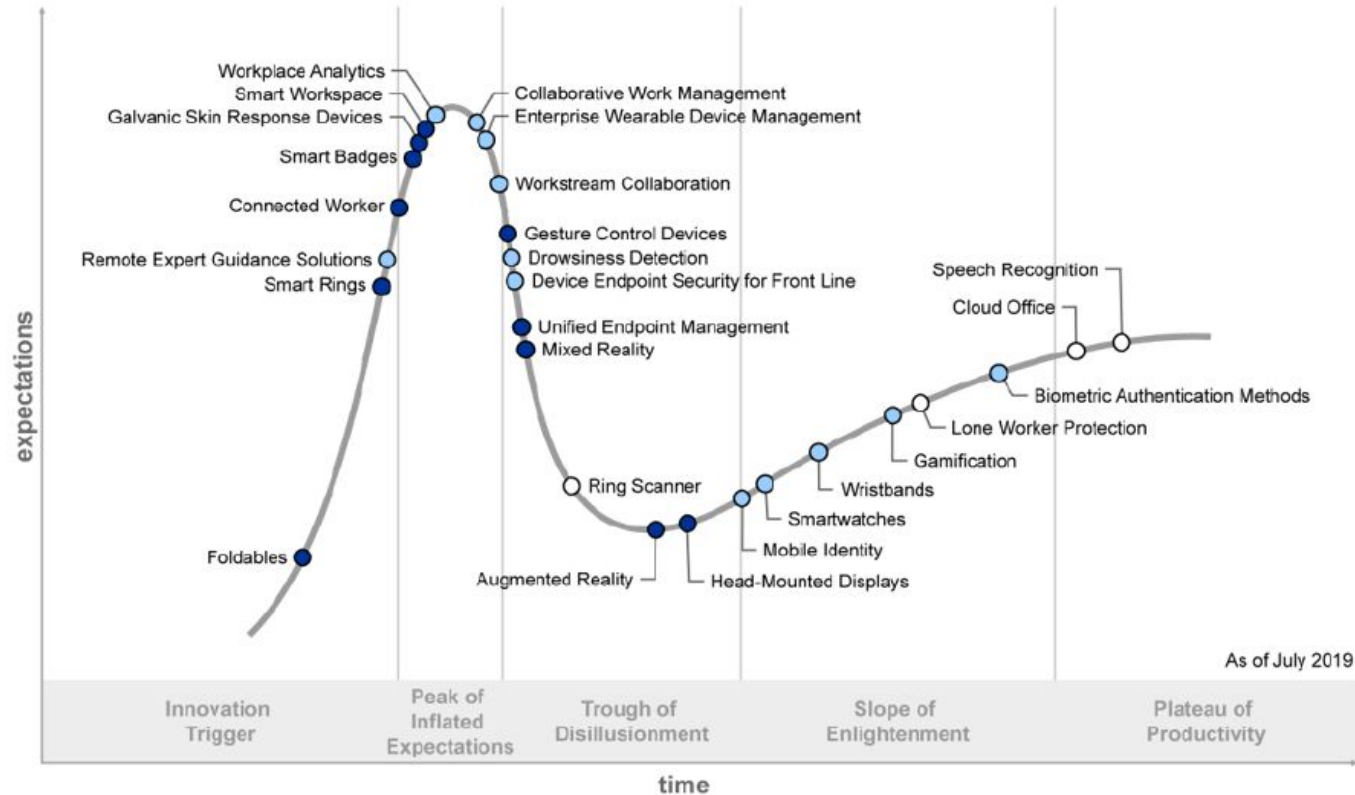 Workplace Analytics
Smart Workspace
Galvanic Skin Response Devices
Smart Badges
Connected Worker
Remote Expert Guidance Solutions
Smart Rings
Foldables
Collaborative Work Management
Enterprise Wearable Device Management
Workstream Collaboration
Gesture Control Devices
Drowsiness Detection
Device Endpoint Security for Front Line
Unified Endpoint Management
Mixed Reality
Ring Scanner
Augmented Reality
Head-Mounted Displays
Mobile Identity
Smartwatches
Wristbands
Gamification
Lone Worker Protection
Biometric Authentication Methods
Cloud Office
Speech Recognition
As of July 2019
expectations
Innovation
Trigger
Peak of
Inflated
Expectations
Trough of
Disillusionment
Slope of
Enlightenment
Plateau of
Productivity
time